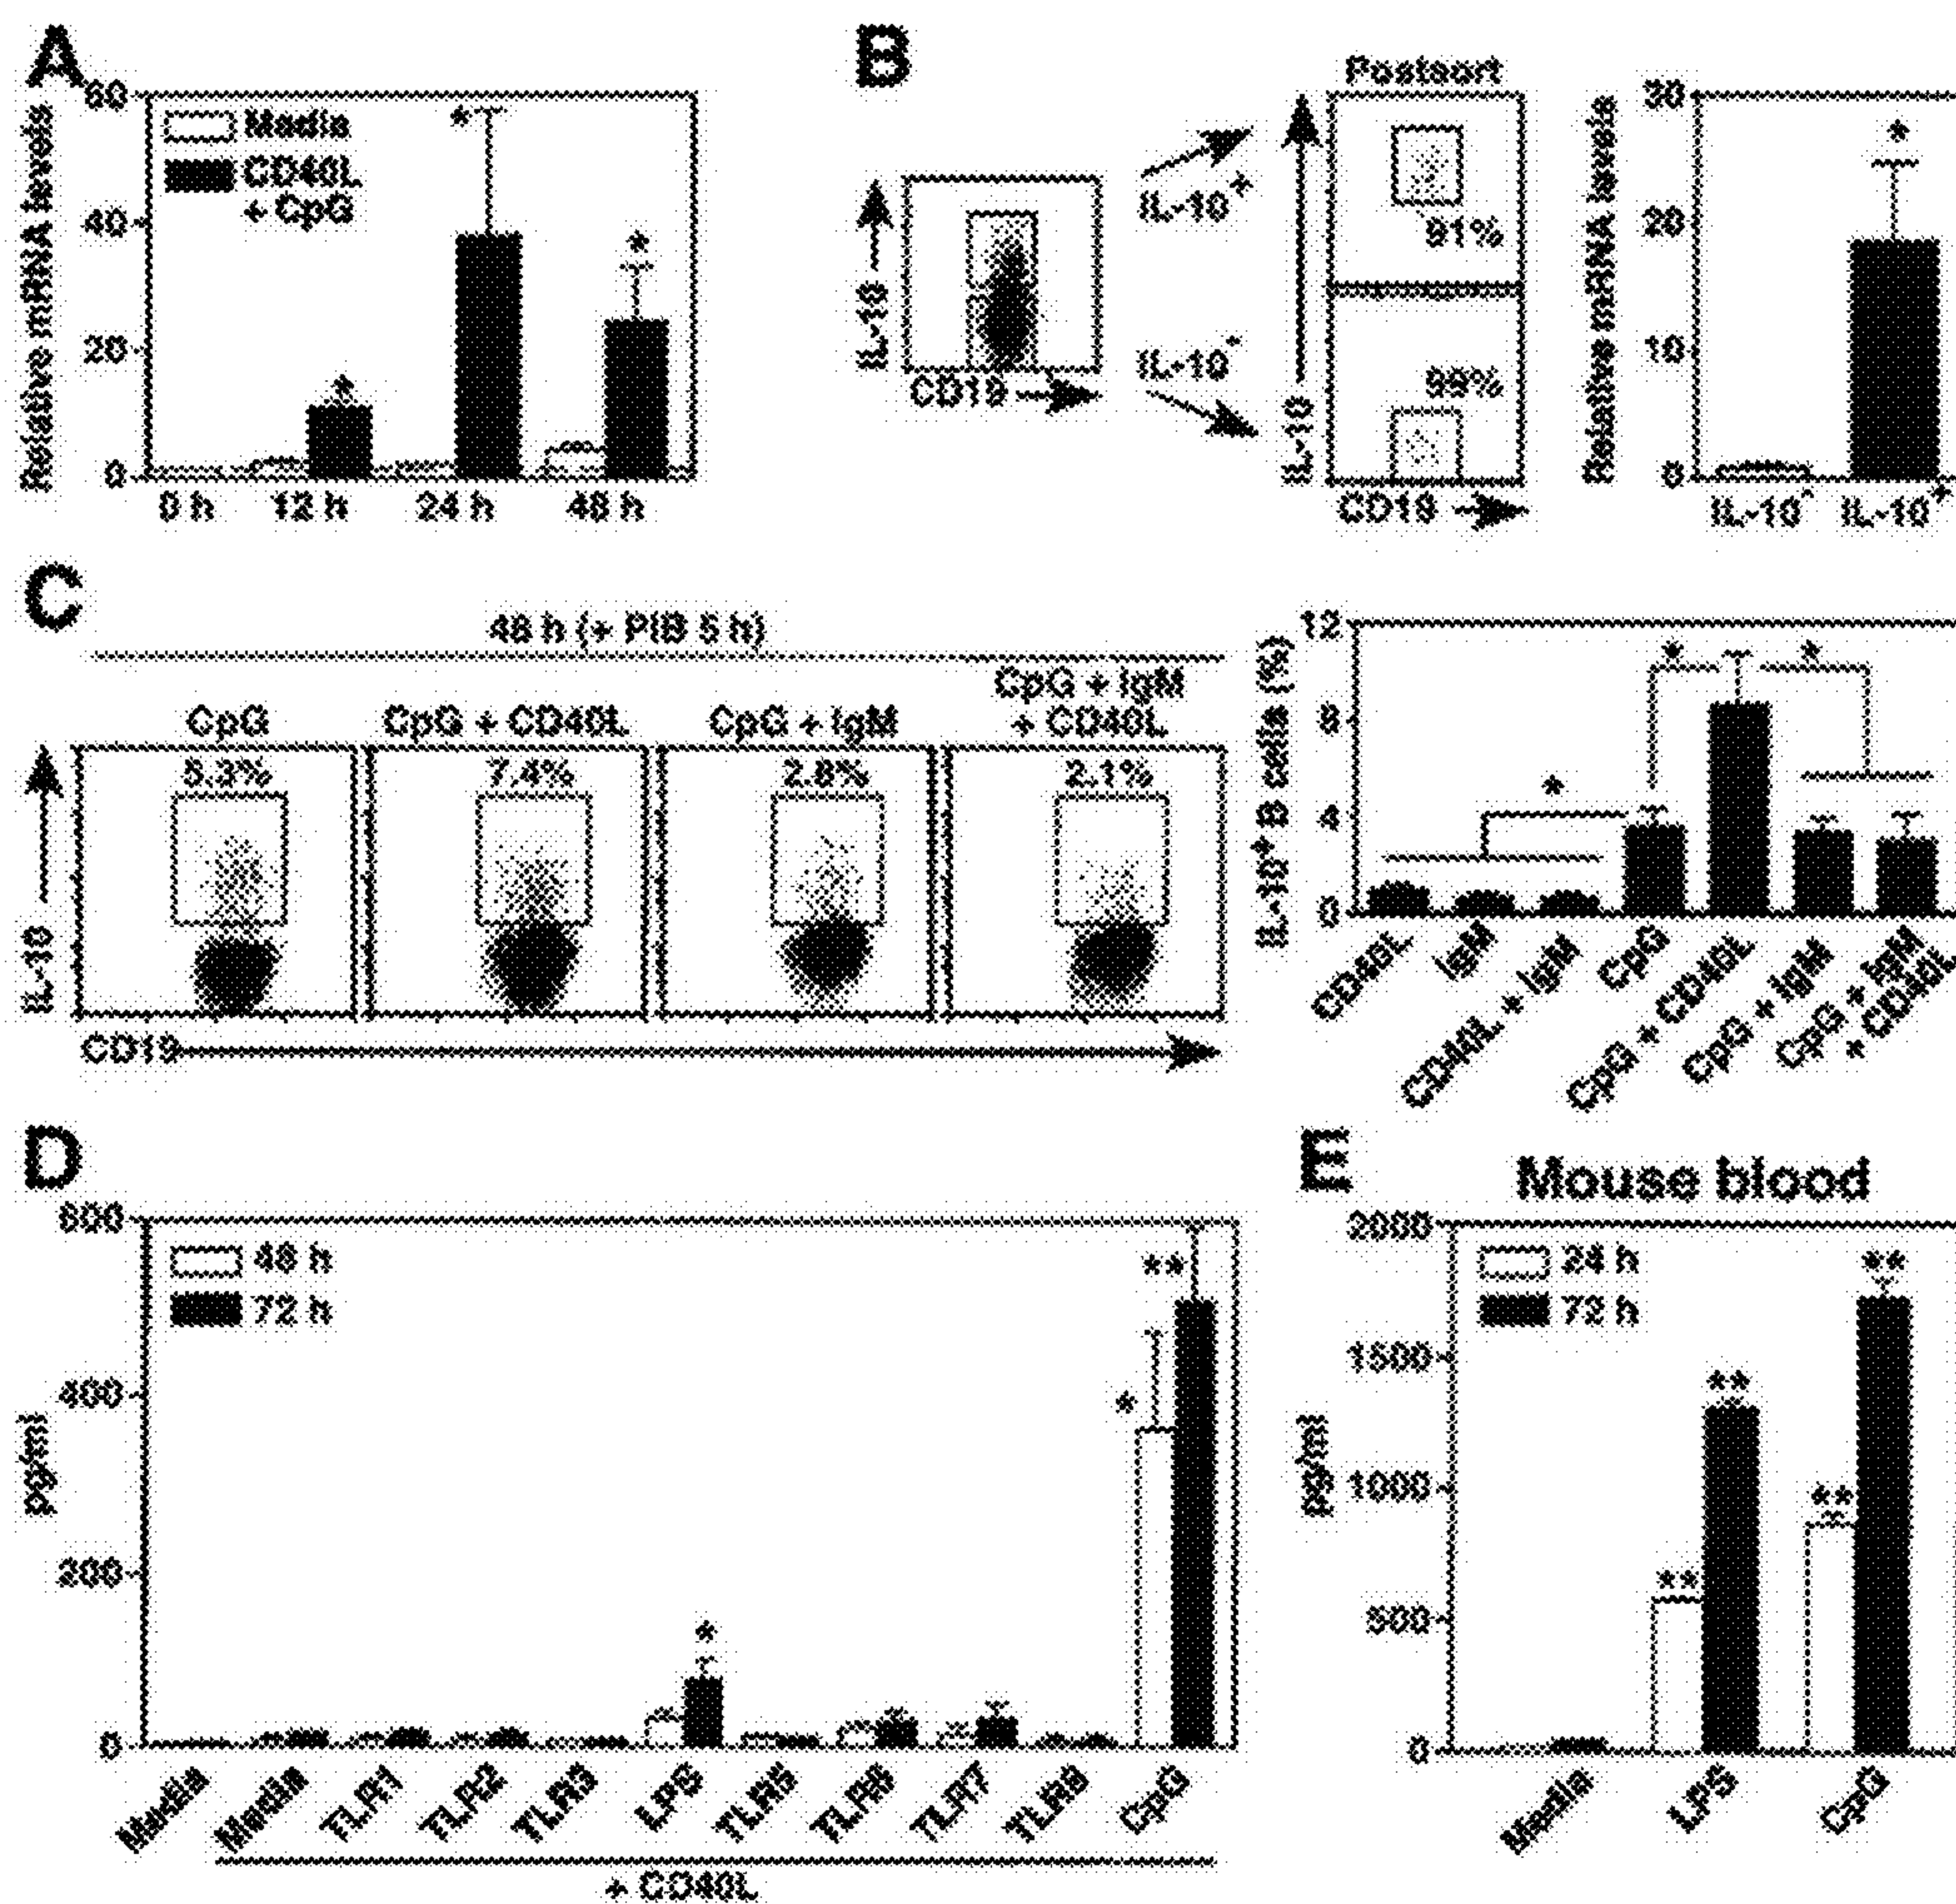 A
Relative mRNA levels
60
40
20
0
Media
CD40L
+ CpG
*
*
*
0 h
12 h
24 h
48 h
B
IL-10
CD19
IL-10+
IL-10-
Postsort
91%
99%
IL-10
CD19
Relative mRNA levels
30
20
10
0
*
IL-10-
IL-10+
C
48 h (+ PIB 5 h)
CpG
CpG + CD40L
CpG + IgM
CpG + IgM
+ CD40L
5.3%
7.4%
2.8%
2.1%
IL-10
CD19
IL-10+ B cells (%)
12
8
4
0
*
*
*
CD40L
IgM
CD40L + IgM
CpG
CpG + CD40L
CpG + IgM
CpG + IgM
+ CD40L
D
pg/ml
600
400
200
0
48 h
72 h
*
*
**
Media
Media
TLR1
TLR2
TLR3
LPS
TLR5
TLR6
TLR7
TLR8
CpG
+ CD40L
E
Mouse blood
pg/ml
2000
1500
1000
500
0
24 h
72 h
**
**
**
**
Media
LPS
CpG